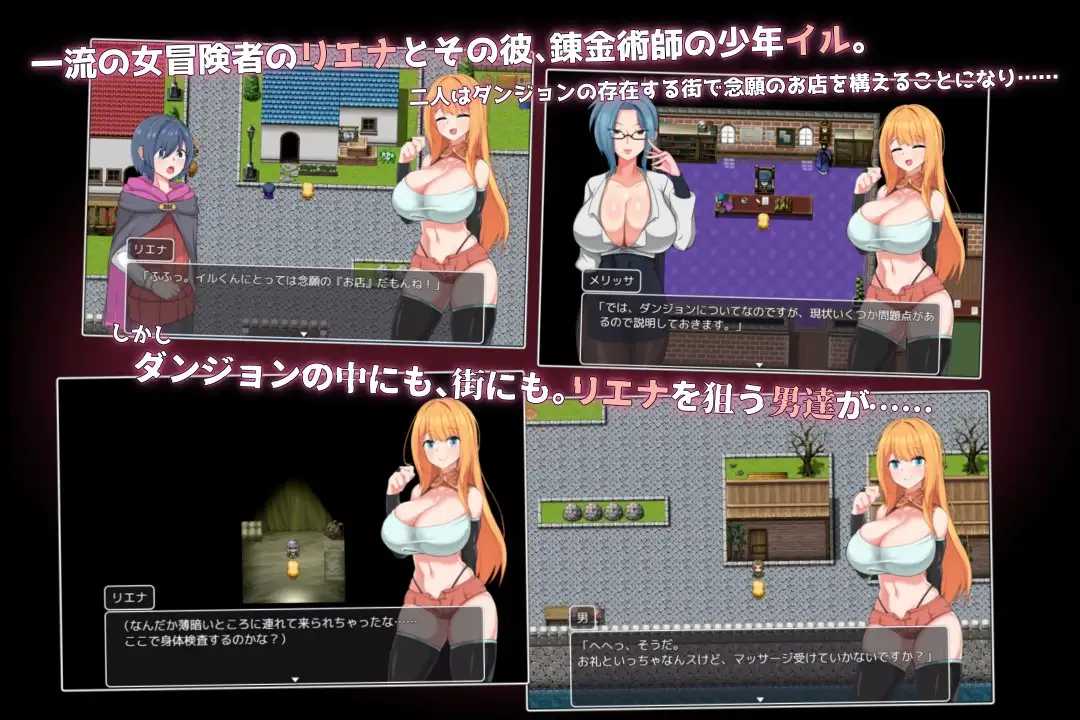 一流の女冒険者のリエナとその彼、錬金術師の少年イル。
二人はダンジョンの存在する街で念願のお店を構えることになり……
リエナ
「ふふっ。イルくんにとっては念願の『お店』だもんね！」
メリッサ
「では、ダンジョンについてなのですが、現状いくつか問題点があ
るので説明しておきます。」
しかし
ダンジョンの中にも、街にも。リエナを狙う男達が……
リエナ
（なんだか薄暗いところに連れて来られちゃったな……
ここで身体検査するのかな？）
男
「へへっ、そうだ。
お礼といっちゃなんスけど、マッサージ受けていかないですか？」